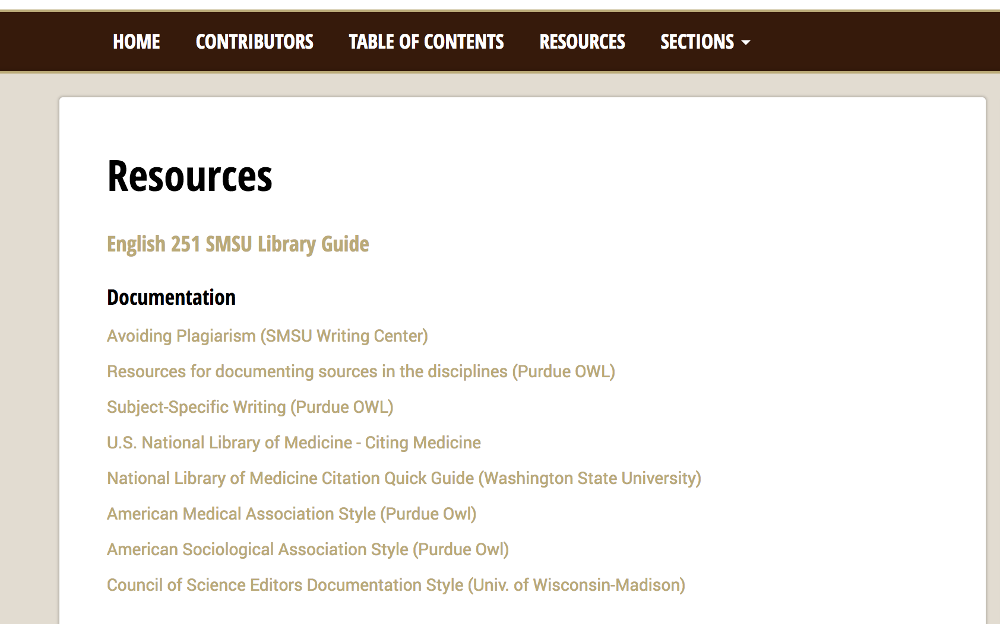 HOME CONTRIBUTORS TABLE OF CONTENTS RESOURCES SECTIONS
Resources
English 251 SMSU Library Guide
Documentation
Avoiding Plagiarism (SMSU Writing Center)
Resources for documenting sources in the disciplines (Purdue OWL)
Subject-Specific Writing (Purdue OWL)
U.S. National Library of Medicine - Citing Medicine
National Library of Medicine Citation Quick Guide (Washington State University)
American Medical Association Style (Purdue Owl)
American Sociological Association Style (Purdue Owl)
Council of Science Editors Documentation Style (Univ. of Wisconsin-Madison)